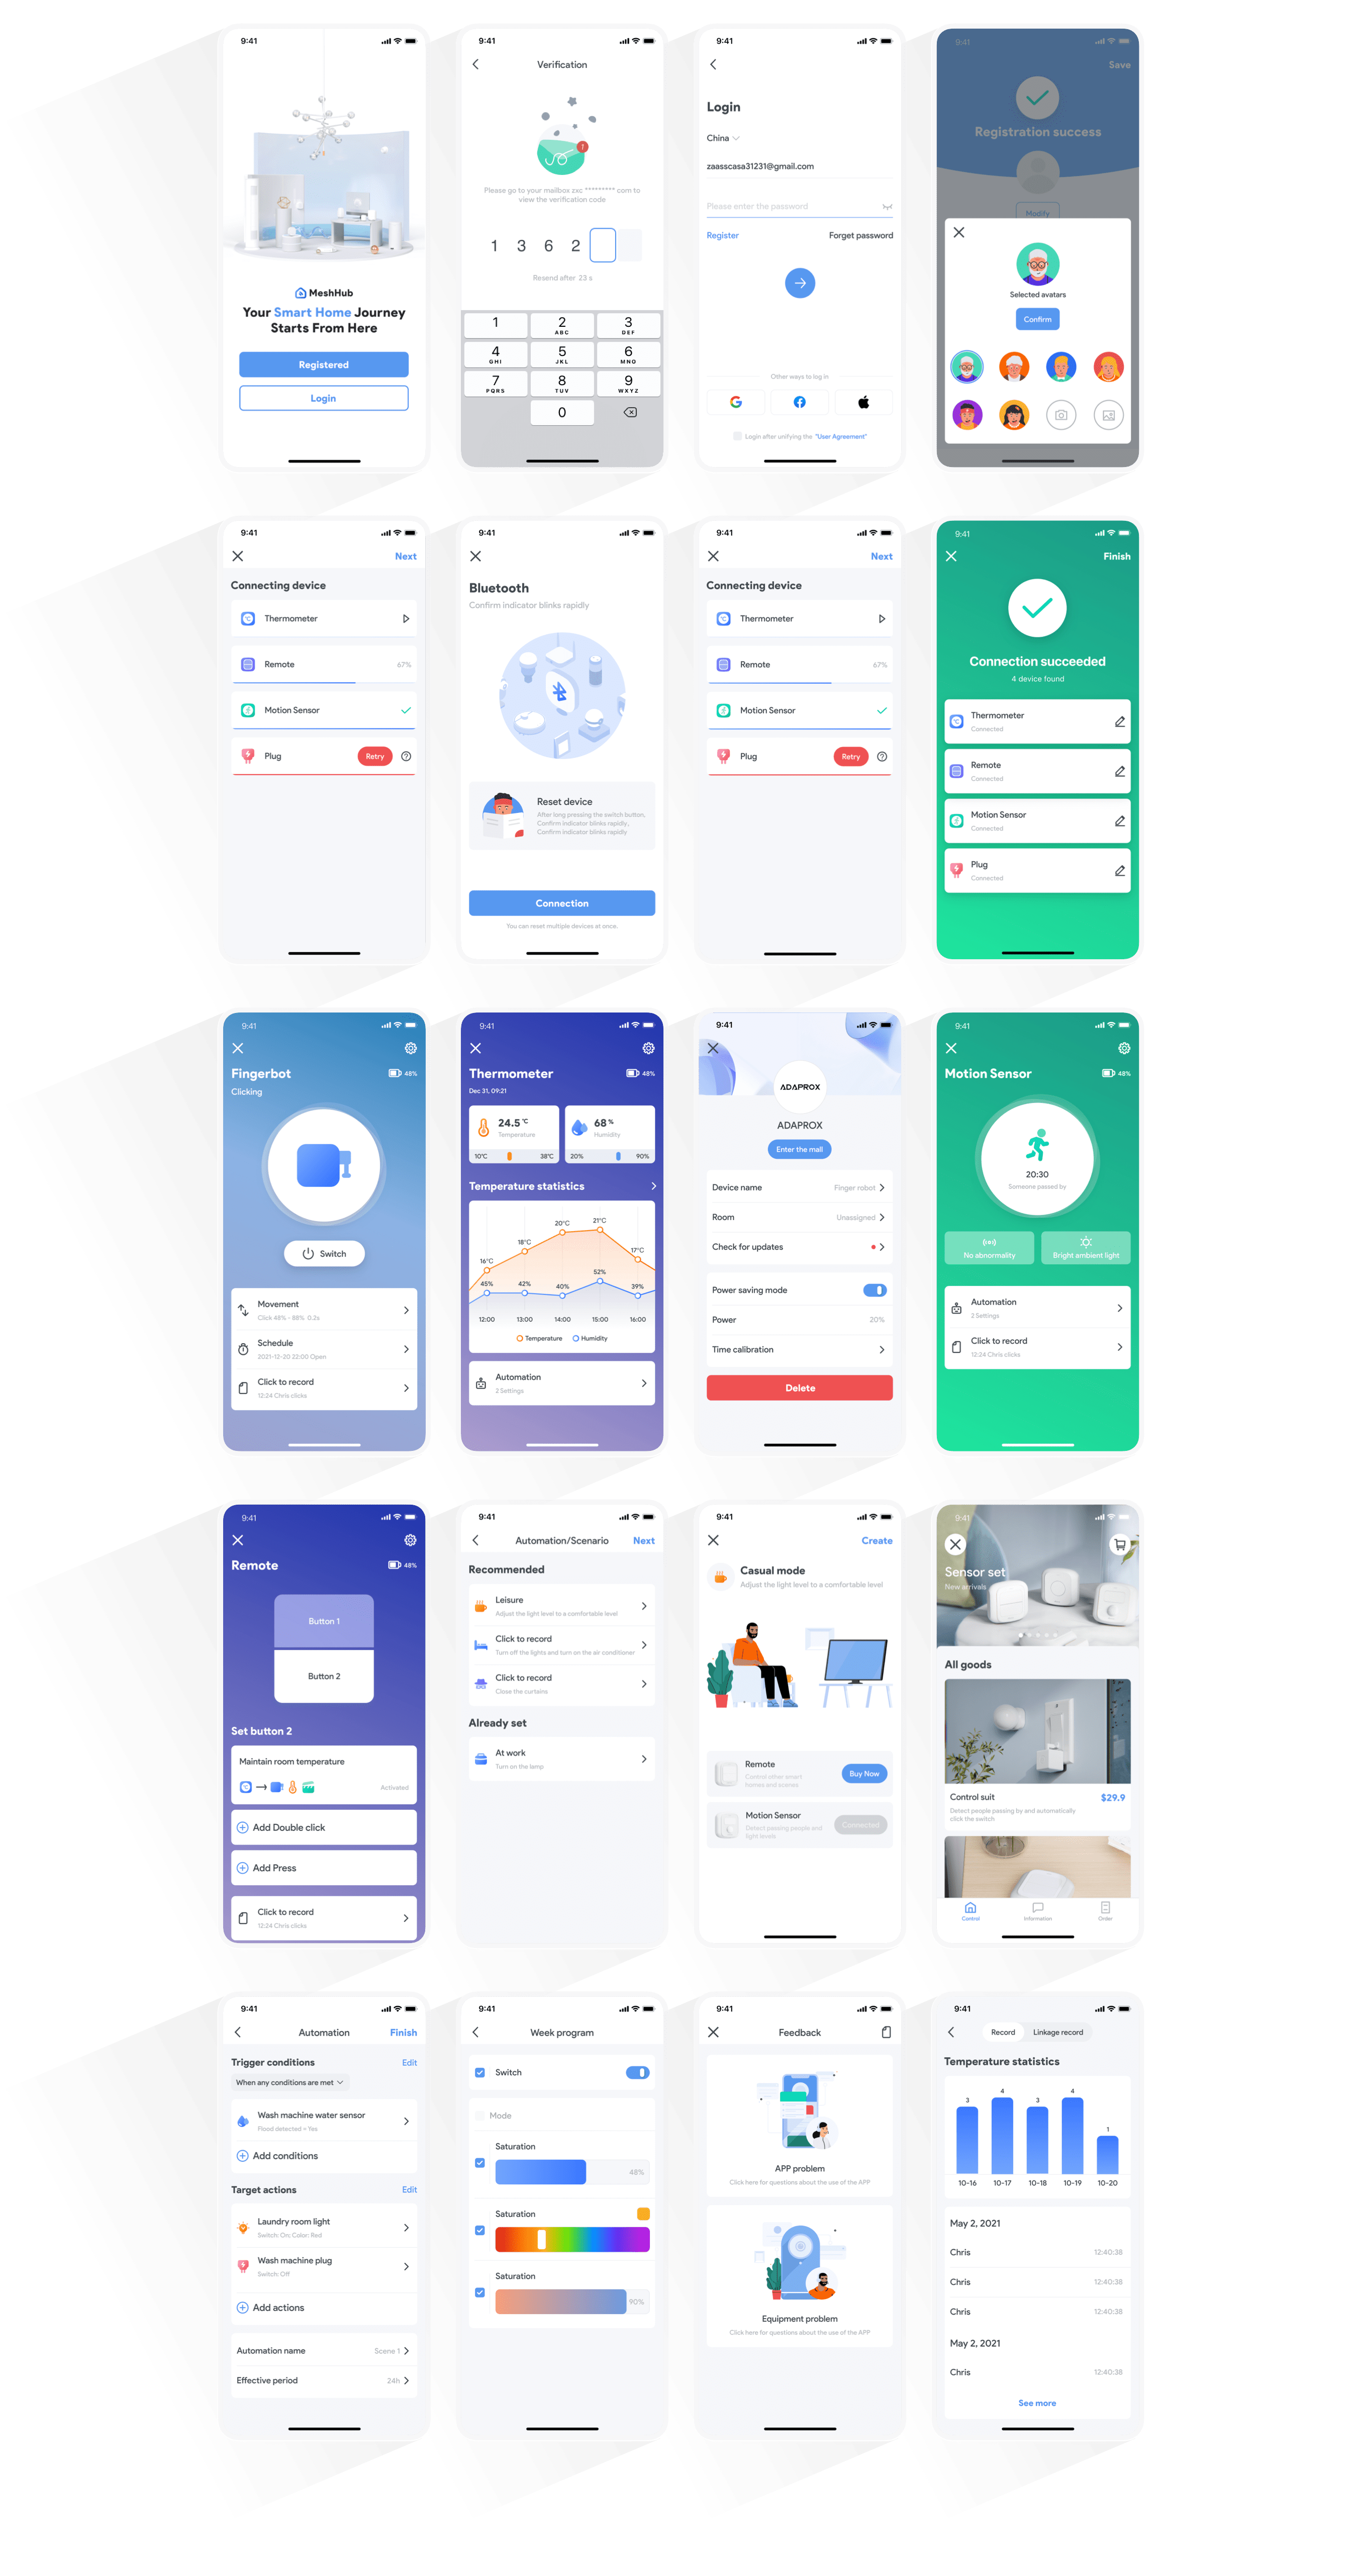 9:41
MeshHub
Your Smart Home Journey
Starts From Here
Registered
Login
9:41
Verification
Please go to your mailbox zxc ********* com to
view the verification code
1 3 6 2
Resend after 23 s
1
2
ABC
3
DEF
4
GHI
5
JKL
6
MNO
7
PQRS
8
TUV
9
WXYZ
0
9:41
Login
China
zaasscasa31231@gmail.com
Please enter the password
Register
Forget password
Other ways to log in
Login after unifying the "User Agreement"
9:41
Save
Registration success
Modify
Selected avatars
Confirm
9:41
Next
Connecting device
Thermometer
Remote
67%
Motion Sensor
Plug
Retry
9:41
Bluetooth
Confirm indicator blinks rapidly
Reset device
After long pressing the switch button,
Confirm indicator blinks rapidly,
Confirm indicator blinks rapidly
Connection
You can reset multiple devices at once.
9:41
Next
Connecting device
Thermometer
Remote
67%
Motion Sensor
Plug
Retry
9:41
Finish
Connection succeeded
4 device found
Thermometer
Connected
Remote
Connected
Motion Sensor
Connected
Plug
Connected
9:41
Fingerbot
48%
Clicking
Switch
Movement
Click 48% - 88% 0.2s
Schedule
2021-12-20 22:00 Open
Click to record
12:24 Chris clicks
9:41
Thermometer
48%
Dec 31, 09:21
24.5 °C
Temperature
10°C
38°C
68 %
Humidity
20%
90%
Temperature statistics
16°C
18°C
20°C
21°C
17°C
45%
42%
40%
52%
39%
12:00
13:00
14:00
15:00
16:00
Temperature
Humidity
Automation
2 Settings
9:41
ADAPROX
ADAPROX
Enter the mall
Device name
Finger robot
Room
Unassigned
Check for updates
Power saving mode
Power
20%
Time calibration
Delete
9:41
Motion Sensor
48%
20:30
Someone passed by
No abnormality
Bright ambient light
Automation
2 Settings
Click to record
12:24 Chris clicks
9:41
Remote
48%
Button 1
Button 2
Set button 2
Maintain room temperature
Activated
Add Double click
Add Press
Click to record
12:24 Chris clicks
9:41
Automation/Scenario
Next
Recommended
Leisure
Adjust the light level to a comfortable level
Click to record
Turn off the lights and turn on the air conditioner
Click to record
Close the curtains
Already set
At work
Turn on the lamp
9:41
Create
Casual mode
Adjust the light level to a comfortable level
Remote
Control other smart
homes and scenes
Buy Now
Motion Sensor
Detect passing people and
light levels
Connected
9:41
Sensor set
New arrivals
All goods
Control suit
$29.9
Detect people passing by and automatically
click the switch
Control
Information
Order
9:41
Automation
Finish
Trigger conditions
Edit
When any conditions are met
Wash machine water sensor
Flood detected = Yes
Add conditions
Target actions
Edit
Laundry room light
Switch: On; Color: Red
Wash machine plug
Switch: Off
Add actions
Automation name
Scene 1
Effective period
24h
9:41
Week program
Switch
Mode
Saturation
48%
Saturation
Saturation
90%
9:41
Feedback
APP problem
Click here for questions about the use of the APP
Equipment problem
Click here for questions about the use of the APP
9:41
Record
Linkage record
Temperature statistics
3
4
3
4
1
10-16
10-17
10-18
10-19
10-20
May 2, 2021
Chris
12:40:38
Chris
12:40:38
Chris
12:40:38
May 2, 2021
Chris
12:40:38
See more